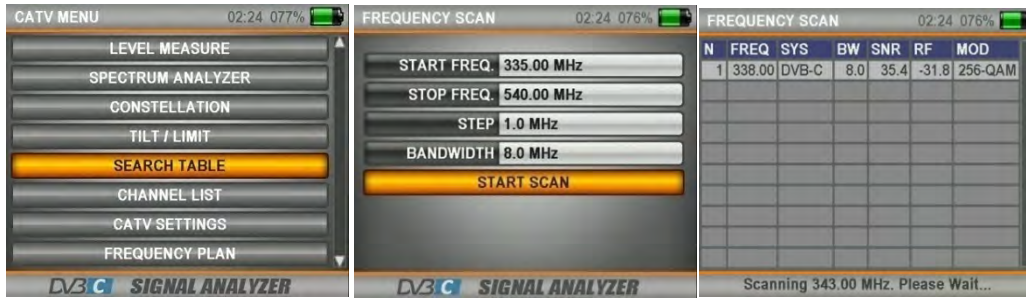 CATV MENU 02:24 077%
LEVEL MEASURE
SPECTRUM ANALYZER
CONSTELLATION
TILT / LIMIT
SEARCH TABLE
CHANNEL LIST
CATV SETTINGS
FREQUENCY PLAN
DVB C SIGNAL ANALYZER
FREQUENCY SCAN 02:24 076%
START FREQ. 335.00 MHz
STOP FREQ. 540.00 MHz
STEP 1.0 MHz
BANDWIDTH 8.0 MHz
START SCAN
DVB C SIGNAL ANALYZER
FREQUENCY SCAN 02:24 076%
N FREQ SYS BW SNR RF MOD
1 338.00 DVB-C 8.0 35.4 -31.8 256-QAM
Scanning 343.00 MHz. Please Wait...